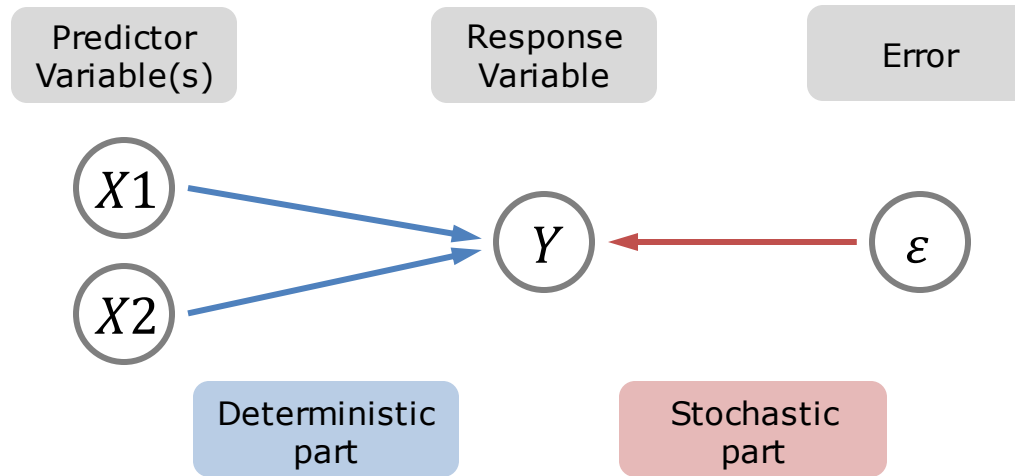 Predictor
Variable(s)
Response
Variable
Error
X1
X2
Y
ε
Deterministic
part
Stochastic
part